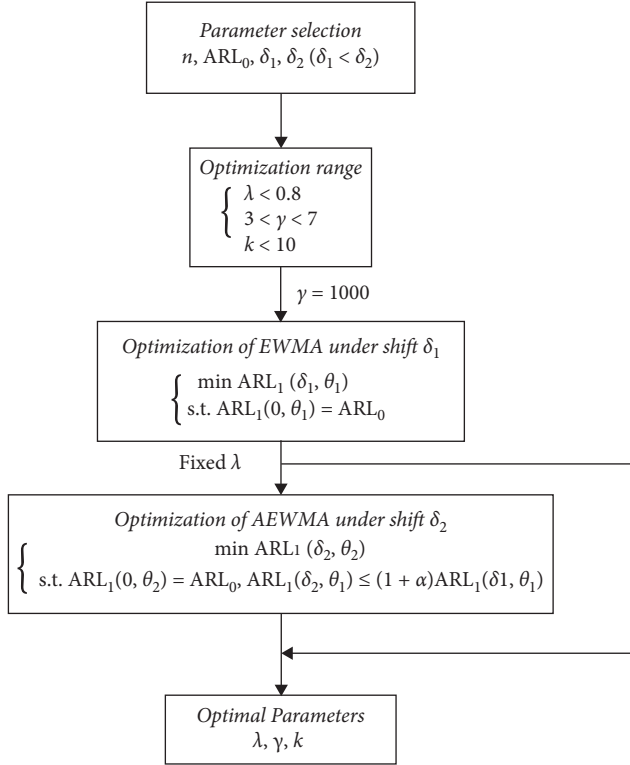 Parameter selection
n, ARL₀, δ₁, δ₂ (δ₁ < δ₂)
Optimization range
λ < 0.8
3 < γ < 7
k < 10
γ = 1000
Optimization of EWMA under shift δ₁
min ARL₁ (δ₁, θ₁)
s.t. ARL₁(0, θ₁) = ARL₀
Fixed λ
Optimization of AEWMA under shift δ₂
min ARL1 (δ₂, θ₂)
s.t. ARL₁(0, θ₂) = ARL₀, ARL₁(δ₂, θ₁) ≤ (1 + α)ARL₁(δ1, θ₁)
Optimal Parameters
λ, γ, k